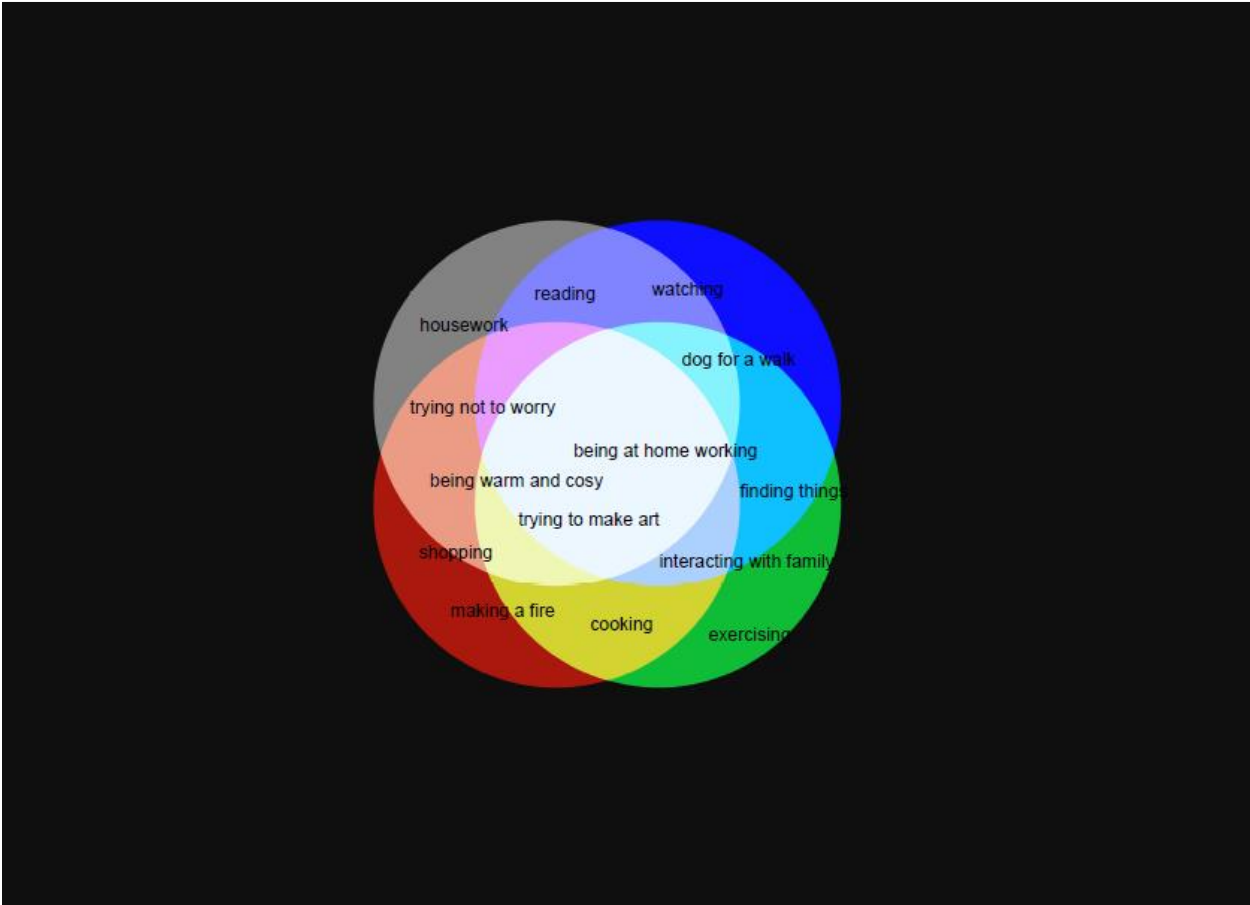 reading
watching
housework
dog for a walk
trying not to worry
being at home working
being warm and cosy
finding things
trying to make art
shopping
interacting with family
making a fire
cooking
exercising